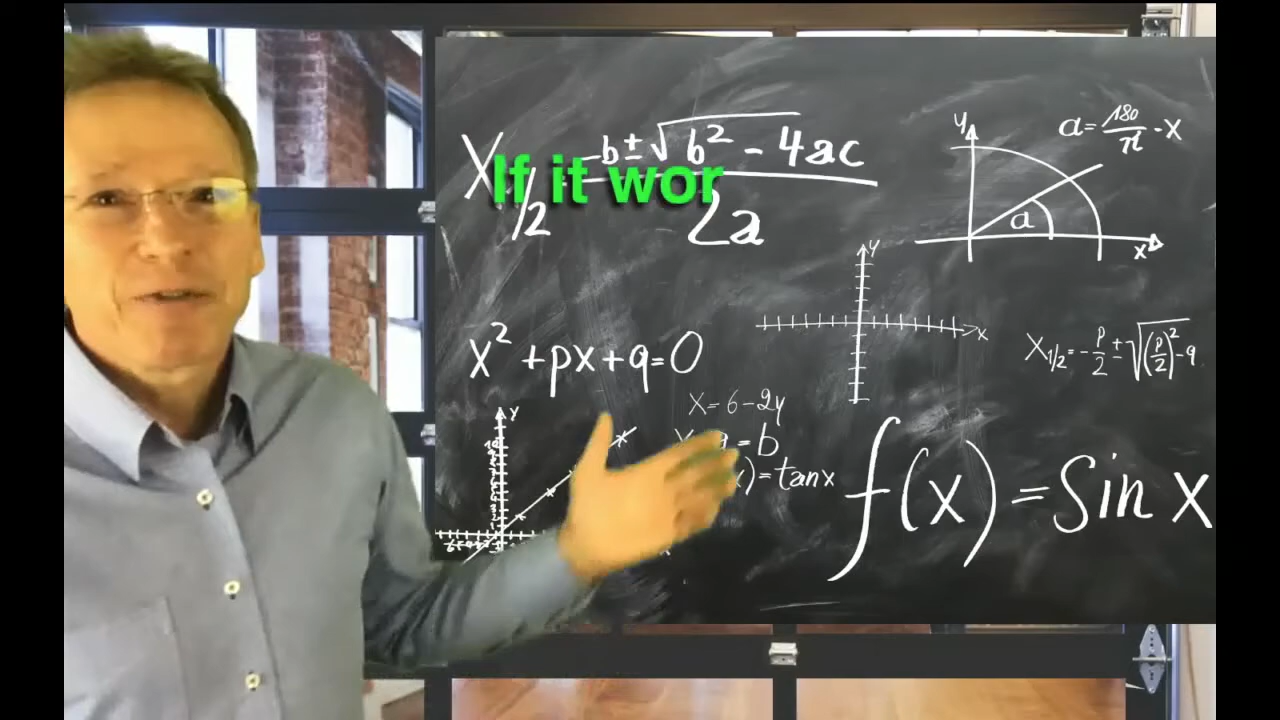 X1/2 -b±√b²-4ac
2a
If it wor
a=180/π-X
Y
a
X
Y
X
X²+pX+q=0
X1/2=-p/2±√(p/2)²-q
X=6-2y
=b
X)=tanx
f(x)=Sin X
Y